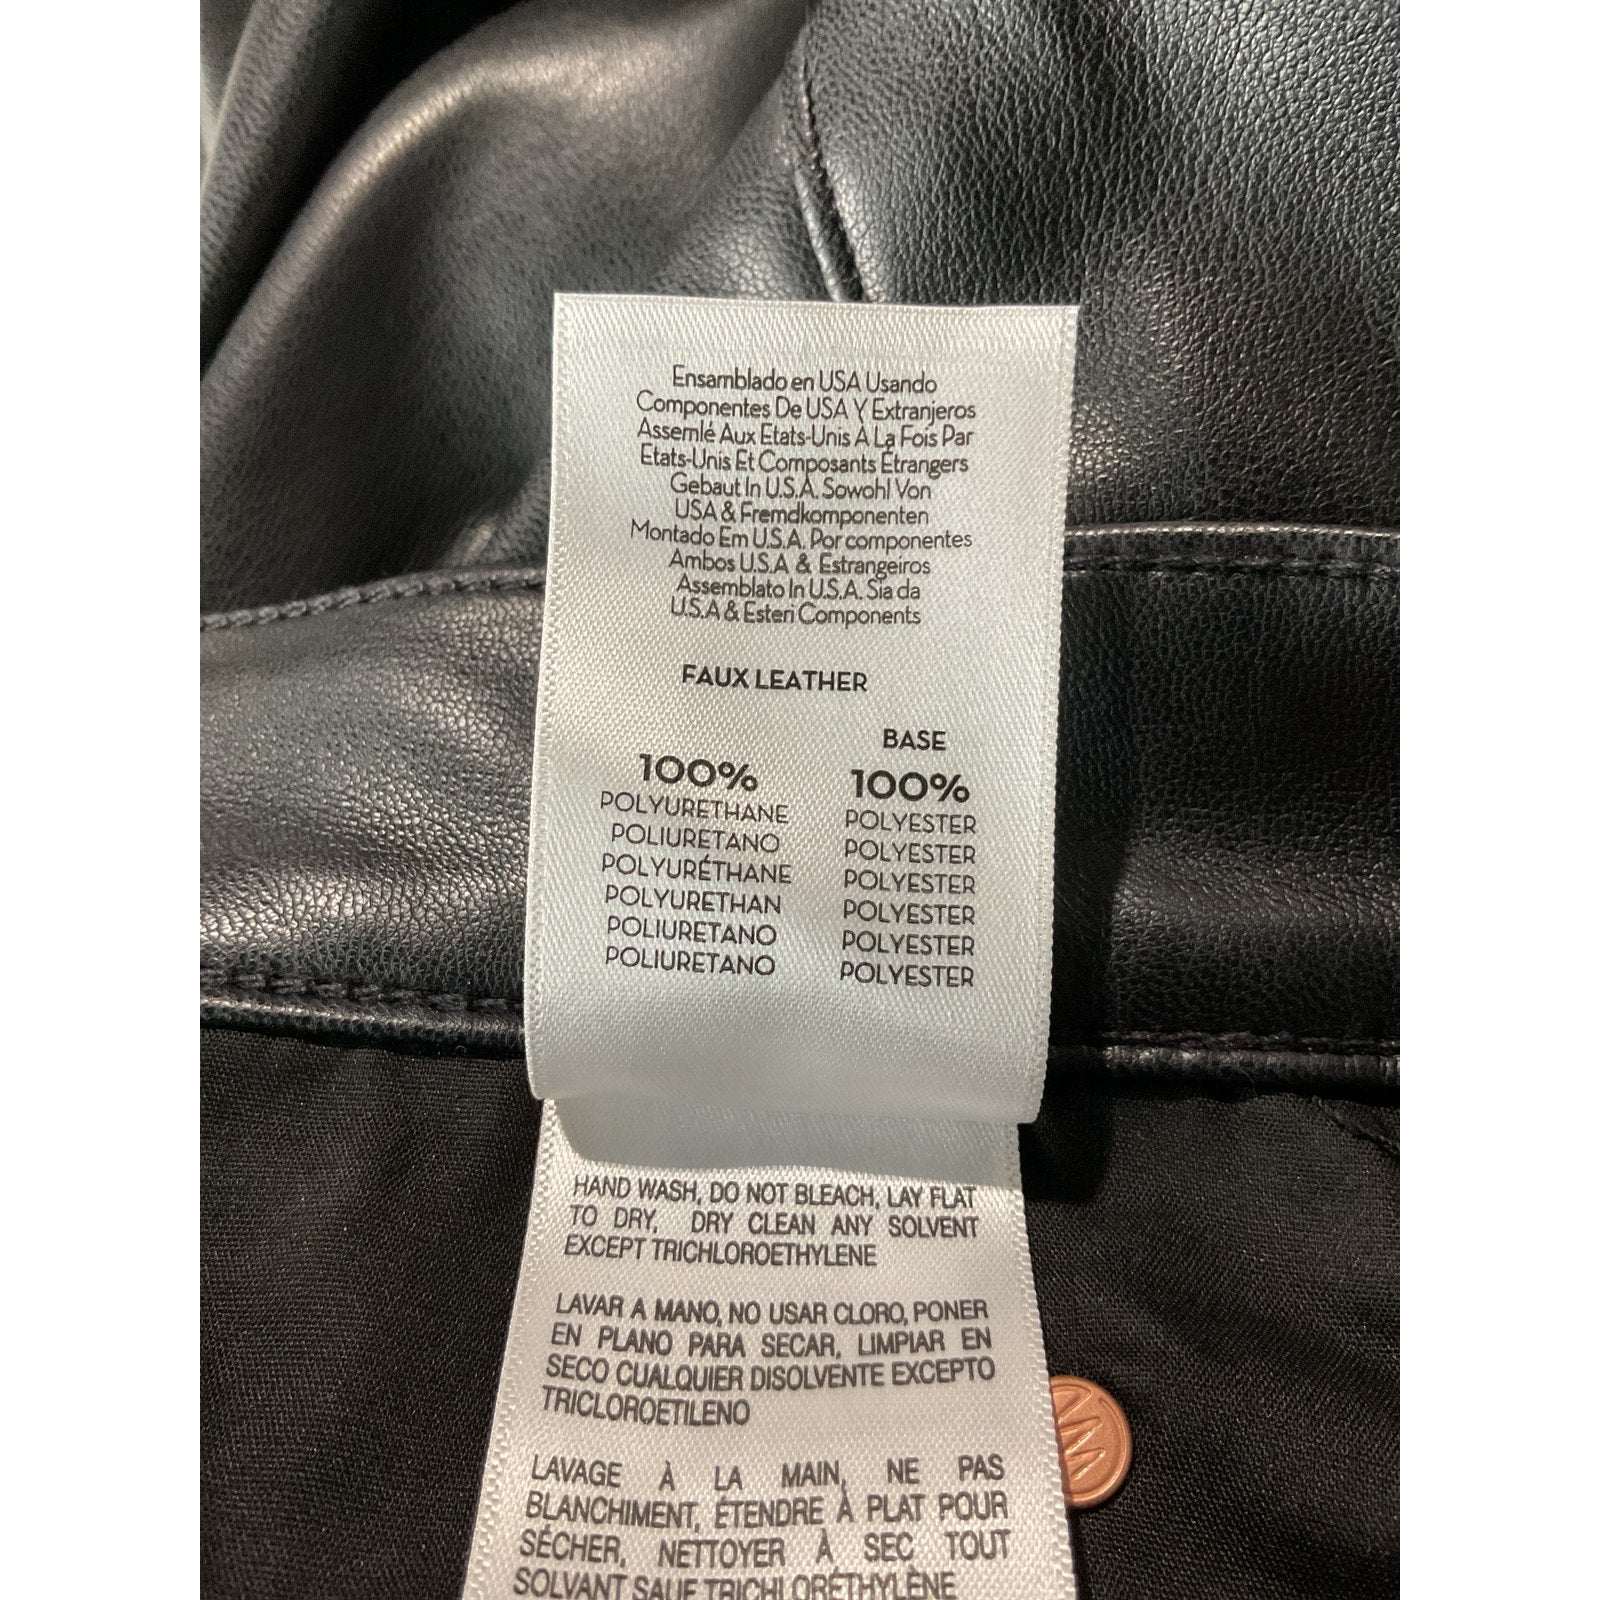 Ensamblado en USA Usando
Componentes De USA Y Extranjeros
Assemlé Aux Etats-Unis A La Fois Par
Etats-Unis Et Composants Étrangers
Gebaut In U.S.A. Sowohl Von
USA & Fremdkomponenten
Montado Em U.S.A. Por componentes
Ambos U.S.A & Estrangeiros
Assemblato In U.S.A. Sia da
U.S.A & Esteri Components
FAUX LEATHER
100%
POLYURETHANE
POLIURETANO
POLYURÉTHANE
POLYURETHAN
POLIURETANO
POLIURETANO
BASE
100%
POLYESTER
POLYESTER
POLYESTER
POLYESTER
POLYESTER
POLYESTER
HAND WASH, DO NOT BLEACH, LAY FLAT
TO DRY, DRY CLEAN ANY SOLVENT
EXCEPT TRICHLOROETHYLENE
LAVAR A MANO, NO USAR CLORO, PONER
EN PLANO PARA SECAR, LIMPIAR EN
SECO CUALQUIER DISOLVENTE EXCEPTO
TRICLOROETILENO
LAVAGE À LA MAIN, NE PAS
BLANCHIMENT, ÉTENDRE À PLAT POUR
SÉCHER, NETTOYER À SEC TOUT
SOLVANT SAUF TRICHLORÉTHYLÈNE